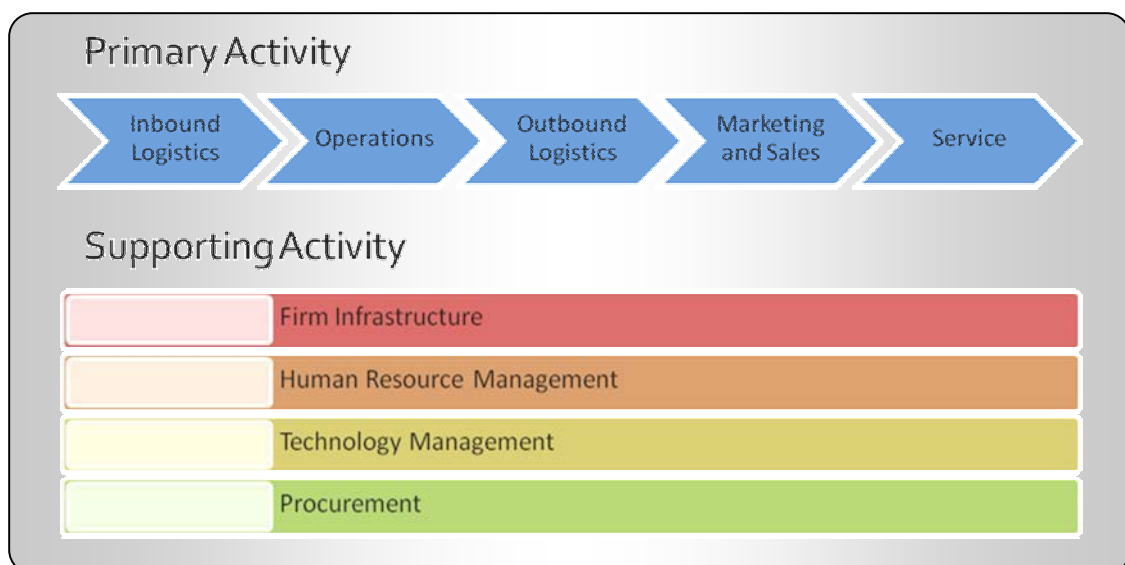 Primary Activity
Inbound
Logistics
Operations
Outbound
Logistics
Marketing
and Sales
Service
Supporting Activity
Firm Infrastructure
Human Resource Management
Technology Management
Procurement